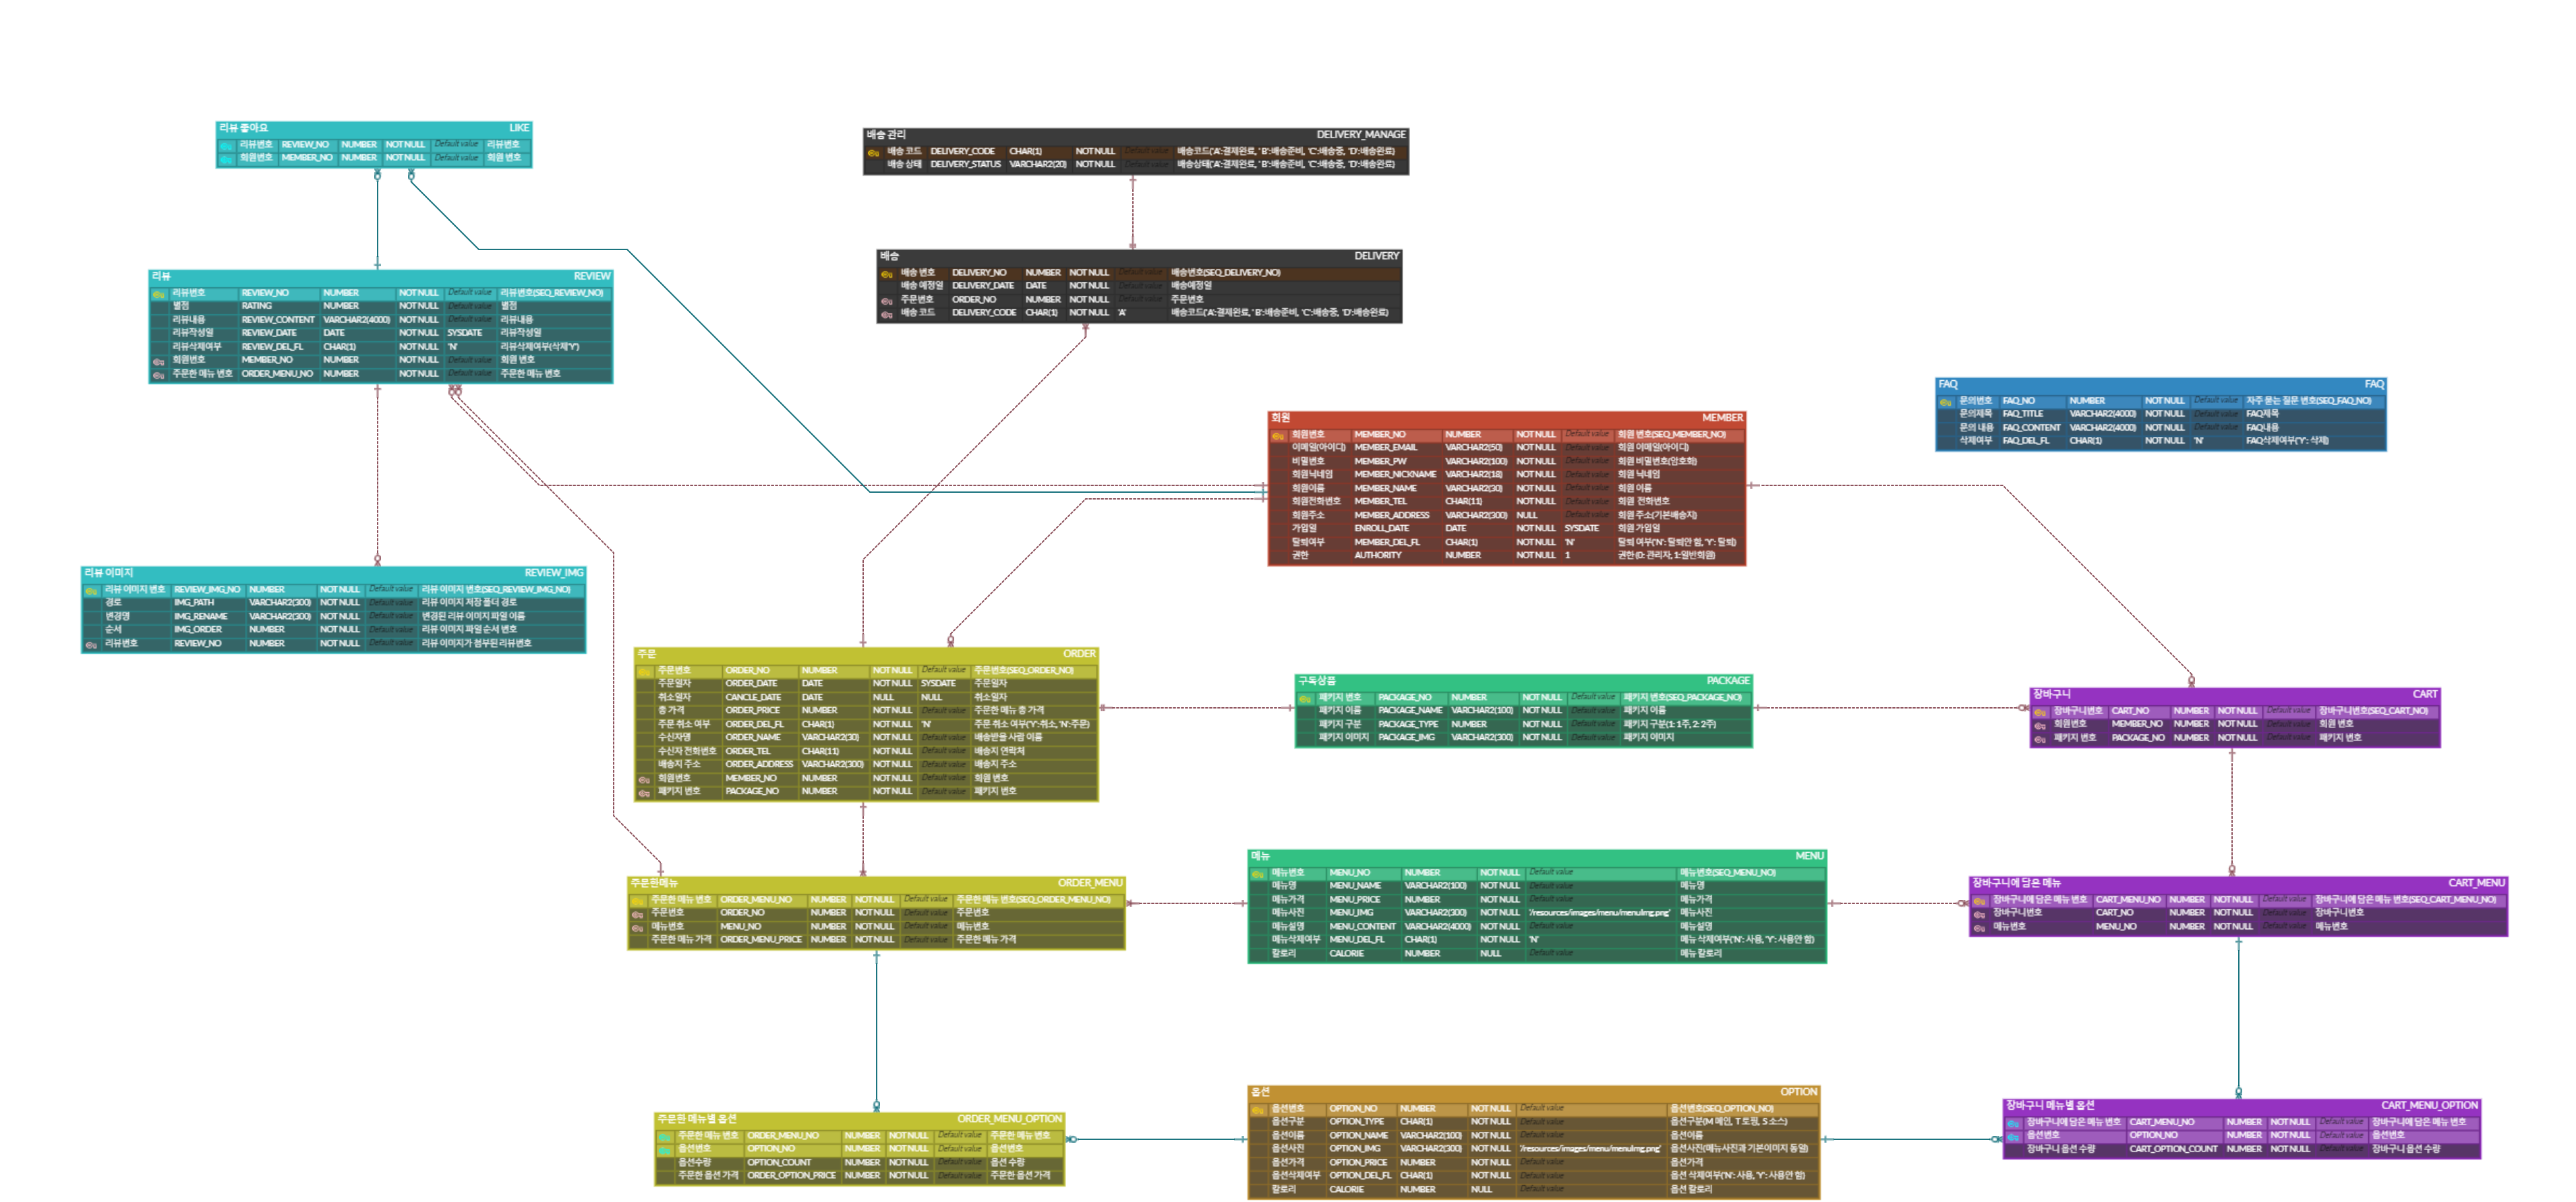 리뷰 좋아요 LIKE
리뷰번호 REVIEW_NO NUMBER NOT NULL Default value 리뷰번호
회원번호 MEMBER_NO NUMBER NOT NULL Default value 회원 번호
배송 관리 DELIVERY_MANAGE
배송 코드 DELIVERY_CODE CHAR(1) NOT NULL Default value 배송코드('A':결제완료, 'B':배송준비, 'C':배송중, 'D':배송완료)
배송 상태 DELIVERY_STATUS VARCHAR2(20) NOT NULL Default value 배송상태('A':결제완료, 'B':배송준비, 'C':배송중, 'D':배송완료)
배송 DELIVERY
배송 번호 DELIVERY_NO NUMBER NOT NULL Default value 배송번호(SEQ_DELIVERY_NO)
배송 예정일 DELIVERY_DATE DATE NOT NULL Default value 배송예정일
주문번호 ORDER_NO NUMBER NOT NULL Default value 주문번호
배송 코드 DELIVERY_CODE CHAR(1) NOT NULL 'A' 배송코드('A':결제완료, 'B':배송준비, 'C':배송중, 'D':배송완료)
리뷰 REVIEW
리뷰번호 REVIEW_NO NUMBER NOT NULL Default value 리뷰번호(SEQ_REVIEW_NO)
별점 RATING NUMBER NOT NULL Default value 별점
리뷰내용 REVIEW_CONTENT VARCHAR2(4000) NOT NULL Default value 리뷰내용
리뷰작성일 REVIEW_DATE DATE NOT NULL SYSDATE 리뷰작성일
리뷰삭제여부 REVIEW_DEL_FL CHAR(1) NOT NULL 'N' 리뷰삭제여부(삭제'Y')
회원번호 MEMBER_NO NUMBER NOT NULL Default value 회원 번호
주문한 메뉴 번호 ORDER_MENU_NO NUMBER NOT NULL Default value 주문한 메뉴 번호
FAQ FAQ
문의번호 FAQ_NO NUMBER NOT NULL Default value 자주 묻는 질문 번호(SEQ_FAQ_NO)
문의제목 FAQ_TITLE VARCHAR2(4000) NOT NULL Default value FAQ제목
문의 내용 FAQ_CONTENT VARCHAR2(4000) NOT NULL Default value FAQ내용
삭제여부 FAQ_DEL_FL CHAR(1) NOT NULL 'N' FAQ삭제여부('Y': 삭제)
회원 MEMBER
회원번호 MEMBER_NO NUMBER NOT NULL Default value 회원 번호(SEQ_MEMBER_NO)
이메일(아이디) MEMBER_EMAIL VARCHAR2(50) NOT NULL Default value 회원 이메일(아이디)
비밀번호 MEMBER_PW VARCHAR2(100) NOT NULL Default value 회원 비밀번호(암호화)
회원닉네임 MEMBER_NICKNAME VARCHAR2(18) NOT NULL Default value 회원 닉네임
회원이름 MEMBER_NAME VARCHAR2(30) NOT NULL Default value 회원 이름
회원전화번호 MEMBER_TEL CHAR(11) NOT NULL Default value 회원 전화번호
회원주소 MEMBER_ADDRESS VARCHAR2(300) NULL Default value 회원 주소(기본배송지)
가입일 ENROLL_DATE DATE NOT NULL SYSDATE 회원 가입일
탈퇴여부 MEMBER_DEL_FL CHAR(1) NOT NULL 'N' 탈퇴 여부('N': 탈퇴안 함, 'Y': 탈퇴)
권한 AUTHORITY NUMBER NOT NULL 1 권한(0: 관리자, 1:일반회원)
리뷰 이미지 REVIEW_IMG
리뷰 이미지 번호 REVIEW_IMG_NO NUMBER NOT NULL Default value 리뷰 이미지 번호(SEQ_REVIEW_IMG_NO)
경로 IMG_PATH VARCHAR2(300) NOT NULL Default value 리뷰 이미지 저장 폴더 경로
변경명 IMG_RENAME VARCHAR2(300) NOT NULL Default value 변경된 리뷰 이미지 파일 이름
순서 IMG_ORDER NUMBER NOT NULL Default value 리뷰 이미지 파일 순서 번호
리뷰번호 REVIEW_NO NUMBER NOT NULL Default value 리뷰 이미지가 첨부된 리뷰번호
주문 ORDER
주문번호 ORDER_NO NUMBER NOT NULL Default value 주문번호(SEQ_ORDER_NO)
주문일자 ORDER_DATE DATE NOT NULL SYSDATE 주문일자
취소일자 CANCLE_DATE DATE NULL NULL 취소일자
총 가격 ORDER_PRICE NUMBER NOT NULL Default value 주문한 메뉴 총 가격
주문 취소 여부 ORDER_DEL_FL CHAR(1) NOT NULL 'N' 주문 취소 여부('Y':취소, 'N':주문)
수신자명 ORDER_NAME VARCHAR2(30) NOT NULL Default value 배송받을 사람 이름
수신자 전화번호 ORDER_TEL CHAR(11) NOT NULL Default value 배송지 연락처
배송지 주소 ORDER_ADDRESS VARCHAR2(300) NOT NULL Default value 배송지 주소
회원번호 MEMBER_NO NUMBER NOT NULL Default value 회원 번호
패키지 번호 PACKAGE_NO NUMBER NOT NULL Default value 패키지 번호
구독상품 PACKAGE
패키지 번호 PACKAGE_NO NUMBER NOT NULL Default value 패키지 번호(SEQ_PACKAGE_NO)
패키지 이름 PACKAGE_NAME VARCHAR2(100) NOT NULL Default value 패키지 이름
패키지 구분 PACKAGE_TYPE NUMBER NOT NULL Default value 패키지 구분(1: 1주, 2: 2주)
패키지 이미지 PACKAGE_IMG VARCHAR2(300) NOT NULL Default value 패키지 이미지
장바구니 CART
장바구니번호 CART_NO NUMBER NOT NULL Default value 장바구니번호(SEQ_CART_NO)
회원번호 MEMBER_NO NUMBER NOT NULL Default value 회원 번호
패키지 번호 PACKAGE_NO NUMBER NOT NULL Default value 패키지 번호
주문한메뉴 ORDER_MENU
주문한 메뉴 번호 ORDER_MENU_NO NUMBER NOT NULL Default value 주문한 메뉴 번호(SEQ_ORDER_MENU_NO)
주문번호 ORDER_NO NUMBER NOT NULL Default value 주문번호
메뉴번호 MENU_NO NUMBER NOT NULL Default value 메뉴번호
주문한 메뉴 가격 ORDER_MENU_PRICE NUMBER NOT NULL Default value 주문한 메뉴 가격
메뉴 MENU
메뉴번호 MENU_NO NUMBER NOT NULL Default value 메뉴번호(SEQ_MENU_NO)
메뉴명 MENU_NAME VARCHAR2(100) NOT NULL Default value 메뉴명
메뉴가격 MENU_PRICE NUMBER NOT NULL Default value 메뉴가격
메뉴사진 MENU_IMG VARCHAR2(300) NOT NULL '/resources/images/menu/menuImg.png' 메뉴사진
메뉴설명 MENU_CONTENT VARCHAR2(4000) NOT NULL Default value 메뉴설명
메뉴삭제여부 MENU_DEL_FL CHAR(1) NOT NULL 'N' 메뉴 삭제여부('N': 사용, 'Y': 사용안 함)
칼로리 CALORIE NUMBER NULL Default value 메뉴 칼로리
장바구니에 담은 메뉴 CART_MENU
장바구니에 담은 메뉴 번호 CART_MENU_NO NUMBER NOT NULL Default value 장바구니에 담은 메뉴 번호(SEQ_CART_MENU_NO)
장바구니번호 CART_NO NUMBER NOT NULL Default value 장바구니번호
메뉴번호 MENU_NO NUMBER NOT NULL Default value 메뉴번호
주문한 메뉴별 옵션 ORDER_MENU_OPTION
주문한 메뉴 번호 ORDER_MENU_NO NUMBER NOT NULL Default value 주문한 메뉴 번호
옵션번호 OPTION_NO NUMBER NOT NULL Default value 옵션번호
옵션수량 OPTION_COUNT NUMBER NOT NULL Default value 옵션 수량
주문한 옵션 가격 ORDER_OPTION_PRICE NUMBER NOT NULL Default value 주문한 옵션 가격
옵션 OPTION
옵션번호 OPTION_NO NUMBER NOT NULL Default value 옵션번호(SEQ_OPTION_NO)
옵션구분 OPTION_TYPE CHAR(1) NOT NULL Default value 옵션구분(M 메인, T 토핑, S 소스)
옵션이름 OPTION_NAME VARCHAR2(100) NOT NULL Default value 옵션이름
옵션사진 OPTION_IMG VARCHAR2(300) NOT NULL '/resources/images/menu/menuImg.png' 옵션사진(메뉴사진과 기본이미지 동일)
옵션가격 OPTION_PRICE NUMBER NOT NULL Default value 옵션가격
옵션삭제여부 OPTION_DEL_FL CHAR(1) NOT NULL Default value 옵션 삭제여부('N': 사용, 'Y': 사용안 함)
칼로리 CALORIE NUMBER NULL Default value 옵션 칼로리
장바구니 메뉴별 옵션 CART_MENU_OPTION
장바구니에 담은 메뉴 번호 CART_MENU_NO NUMBER NOT NULL Default value 장바구니에 담은 메뉴 번호
옵션번호 OPTION_NO NUMBER NOT NULL Default value 옵션번호
장바구니 옵션 수량 CART_OPTION_COUNT NUMBER NOT NULL Default value 장바구니 옵션 수량